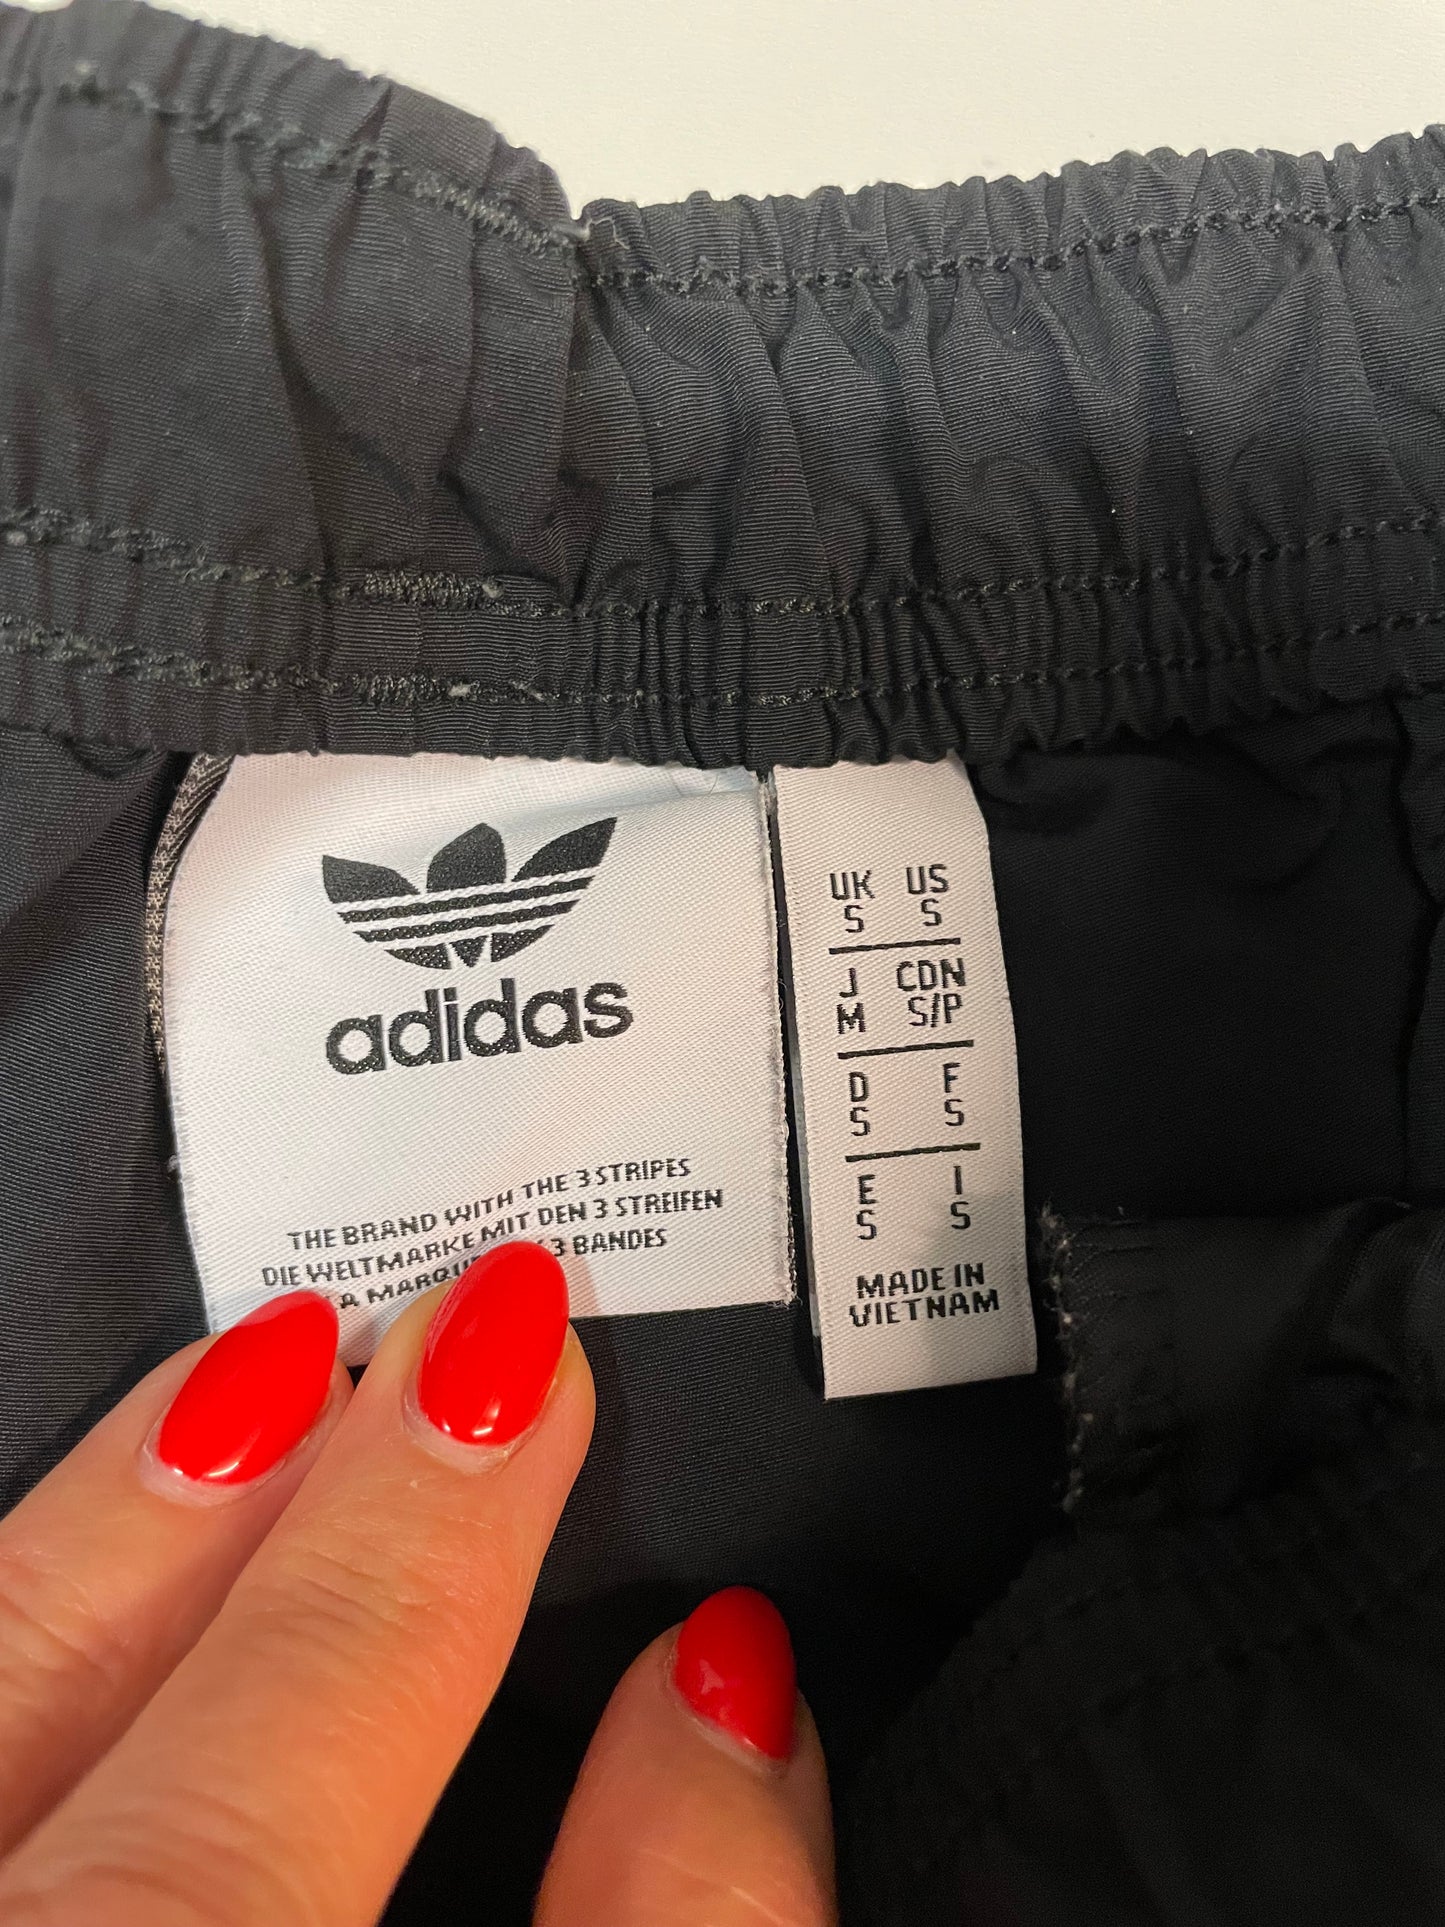 adidas
THE BRAND WITH THE 3 STRIPES
DIE WELTMARKE MIT DEN 3 STREIFEN
A MARQU 3 BANDES
UK US
S S
J CDN
M S/P
D F
S S
E I
S S
MADE IN
VIETNAM